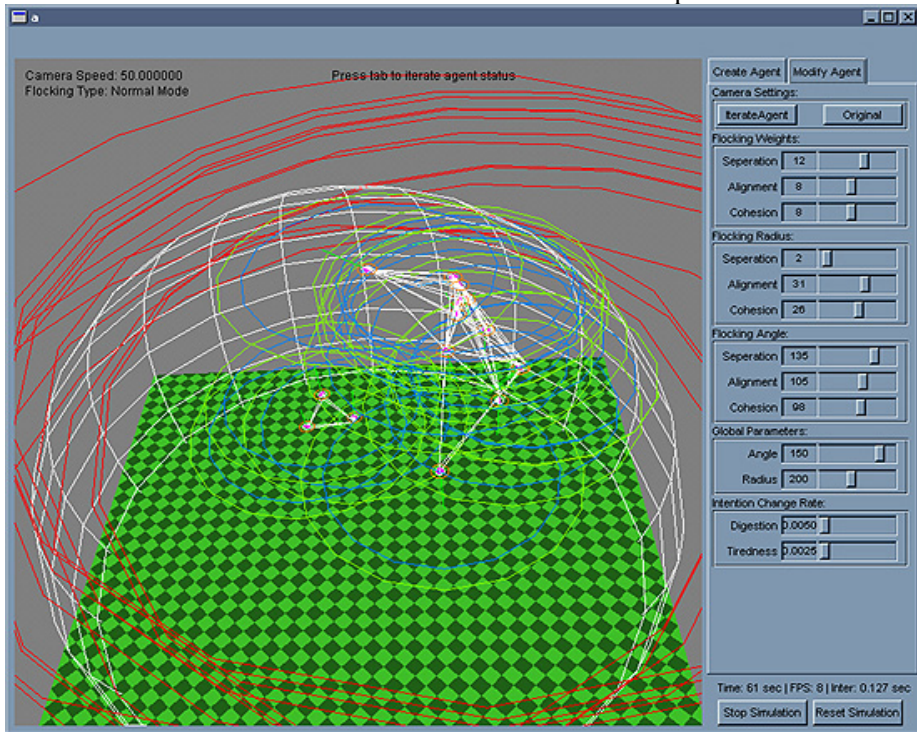 a
Camera Speed: 50.000000
Flocking Type: Normal Mode
Press tab to iterate agent status
Create Agent
Modify Agent
Camera Settings:
IterateAgent
Original
Flocking Weights:
Seperation 12
Alignment 8
Cohesion 8
Flocking Radius:
Seperation 2
Alignment 31
Cohesion 26
Flocking Angle:
Seperation 135
Alignment 105
Cohesion 98
Global Parameters:
Angle 150
Radius 200
Intention Change Rate:
Digestion 0.0050
Tiredness 0.0025
Time: 61 sec | FPS: 8 | Inter: 0.127 sec
Stop Simulation
Reset Simulation